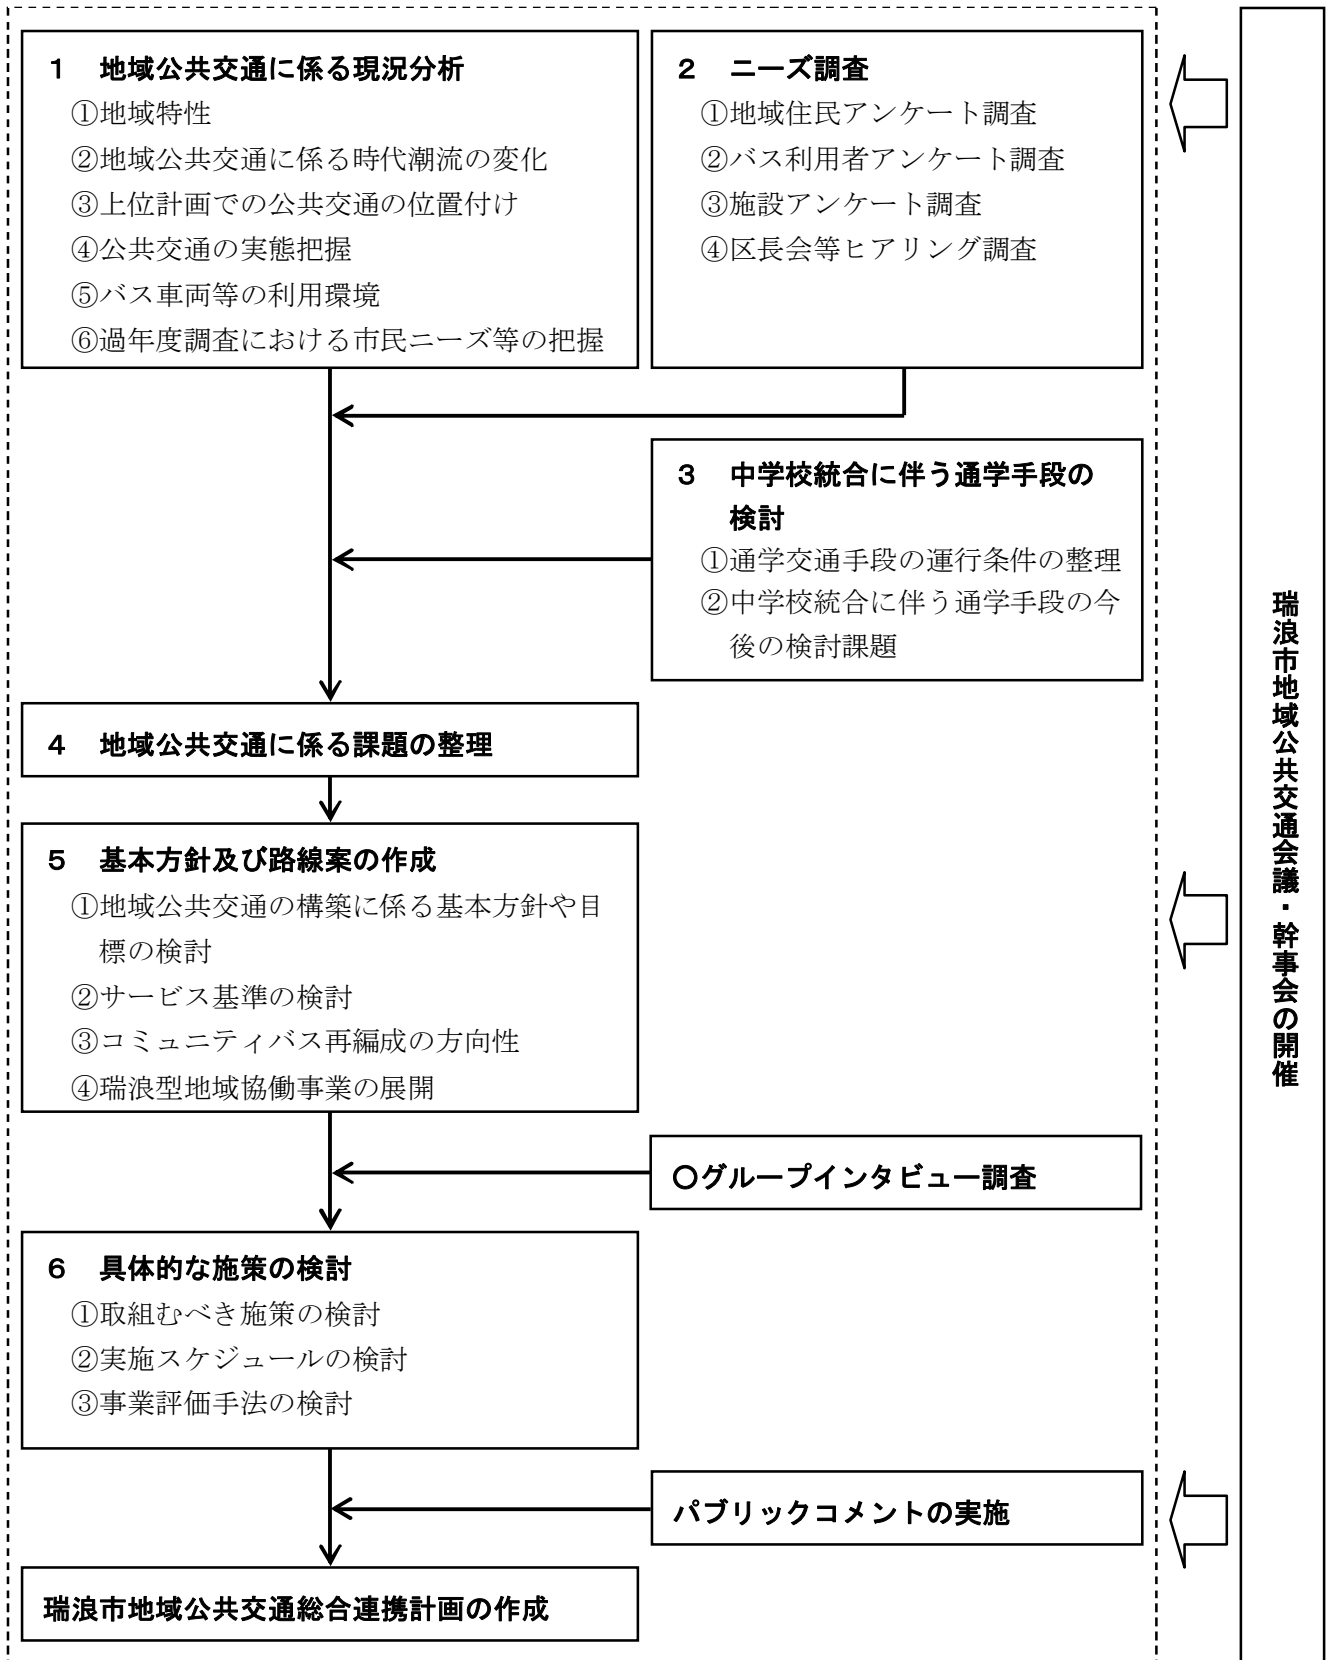 １　地域公共交通に係る現況分析
①地域特性
②地域公共交通に係る時代潮流の変化
③上位計画での公共交通の位置付け
④公共交通の実態把握
⑤バス車両等の利用環境
⑥過年度調査における市民ニーズ等の把握
２　ニーズ調査
①地域住民アンケート調査
②バス利用者アンケート調査
③施設アンケート調査
④区長会等ヒアリング調査
３　中学校統合に伴う通学手段の
検討
①通学交通手段の運行条件の整理
②中学校統合に伴う通学手段の今
後の検討課題
４　地域公共交通に係る課題の整理
５　基本方針及び路線案の作成
①地域公共交通の構築に係る基本方針や目
標の検討
②サービス基準の検討
③コミュニティバス再編成の方向性
④瑞浪型地域協働事業の展開
〇グループインタビュー調査
６　具体的な施策の検討
①取組むべき施策の検討
②実施スケジュールの検討
③事業評価手法の検討
パブリックコメントの実施
瑞浪市地域公共交通総合連携計画の作成
瑞浪市地域公共交通会議・幹事会の開催